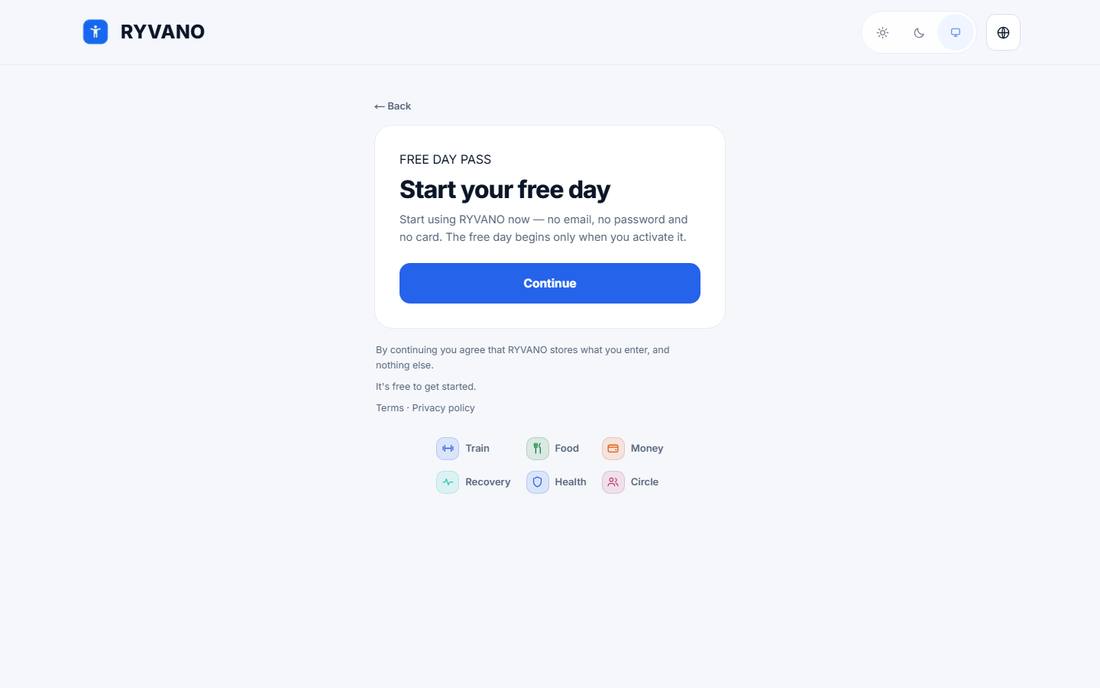 RYVANO
← Back
FREE DAY PASS
Start your free day
Start using RYVANO now — no email, no password and
no card. The free day begins only when you activate it.
Continue
By continuing you agree that RYVANO stores what you enter, and
nothing else.
It's free to get started.
Terms · Privacy policy
Train
Food
Money
Recovery
Health
Circle